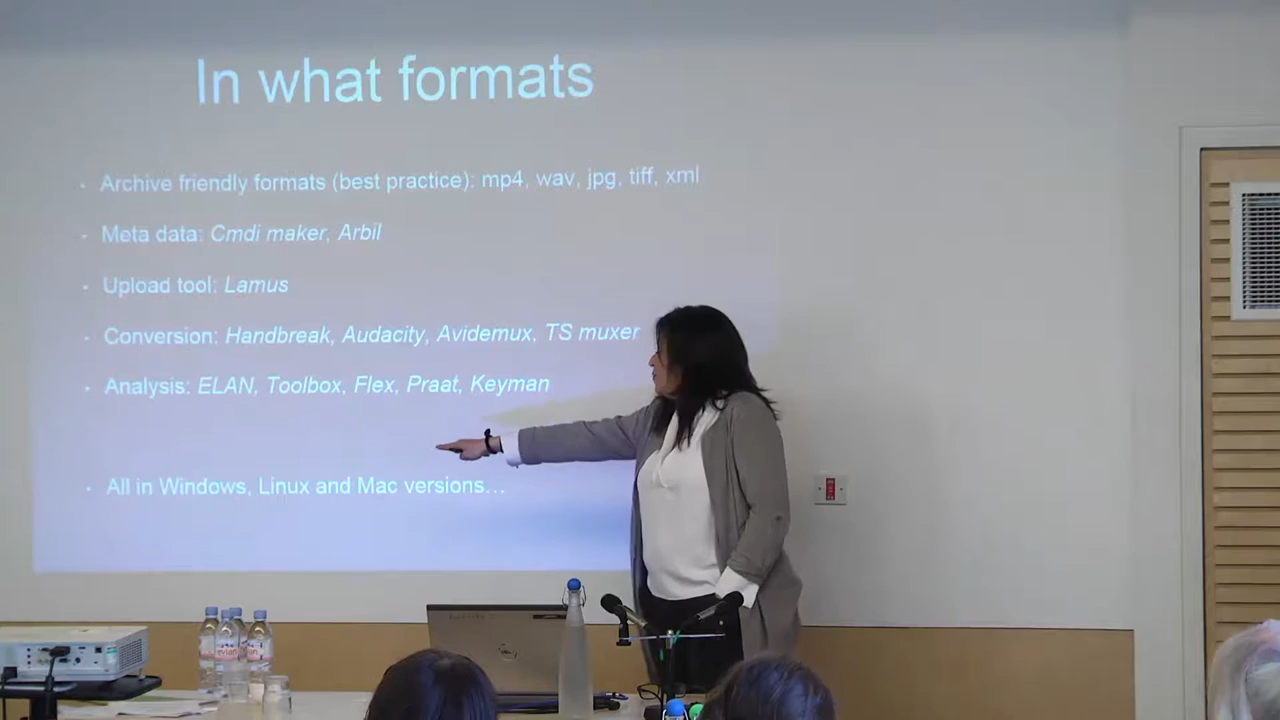 In what formats
Archive friendly formats (best practice): mp4, wav, jpg, tiff, xml
Meta data: Cmdi maker, Arbil
Upload tool: Lamus
Conversion: Handbreak, Audacity, Avidemux, TS muxer
Analysis: ELAN, Toolbox, Flex, Praat, Keyman
All in Windows, Linux and Mac versions…
evian